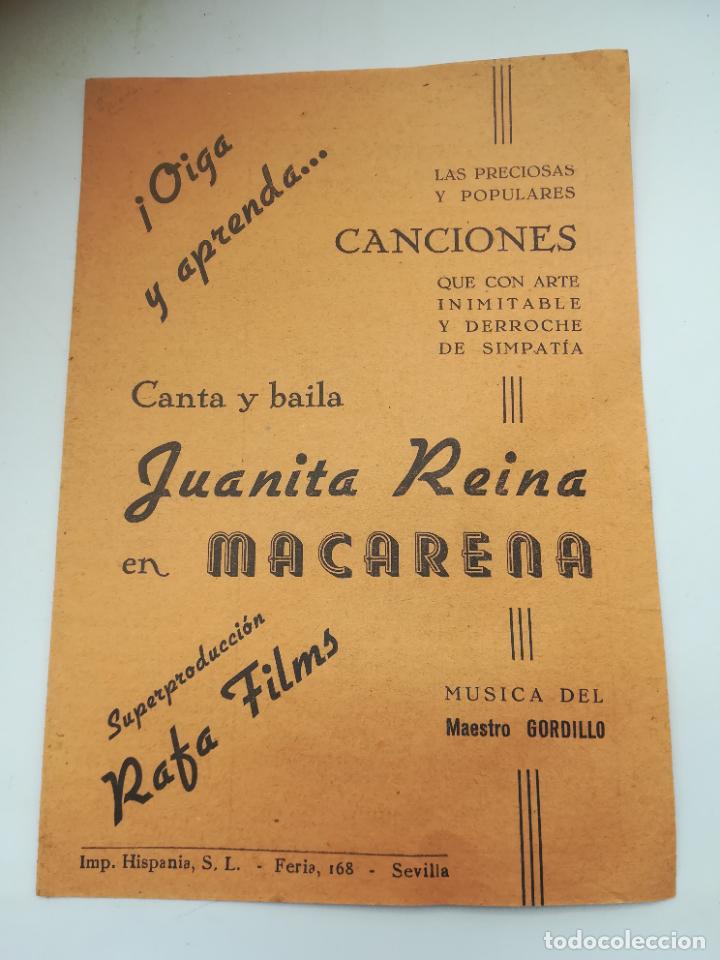 ¡Oiga
y aprenda...
LAS PRECIOSAS
Y POPULARES
CANCIONES
QUE CON ARTE
INIMITABLE
Y DERROCHE
DE SIMPATÍA
Canta y baila
Juanita Reina
en MACARENA
Superproducción
Rafa Films
MUSICA DEL
Maestro GORDILLO
Imp. Hispania, S. L. - Feria, 168 - Sevilla
todocoleccion